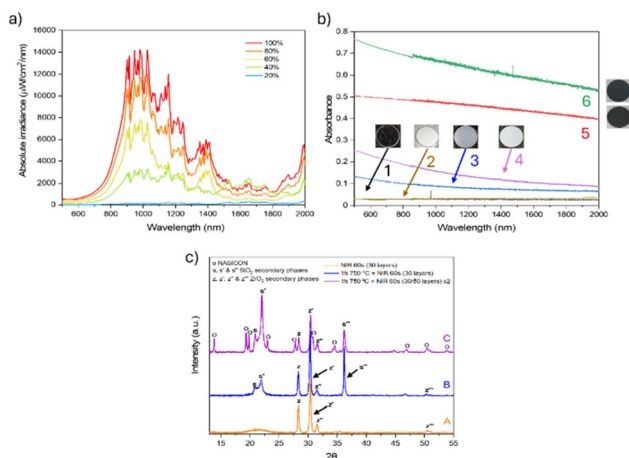 a)
Absolute irradiance (µW/cm²/nm)
16000
14000
12000
10000
8000
6000
4000
2000
0
100%
80%
60%
40%
20%
600 800 1000 1200 1400 1600 1800 2000
Wavelength (nm)
b)
Absorbance
0.8
0.7
0.6
0.5
0.4
0.3
0.2
0.1
0
6
5
1
2
3
4
600 800 1000 1200 1400 1600 1800 2000
Wavelength (nm)
c)
Intensity (a.u.)
o NASICON
s, s' & s'' SiO₂ secondary phases
z, z', z'' & z''' ZrO₂ secondary phases
NIR 60s (30 layers)
1h 750 ºC + NIR 60s (30 layers)
1h 750 ºC + NIR 60s (30/50 layers) x2
C
B
A
15 20 25 30 35 40 45 50 55
2θ